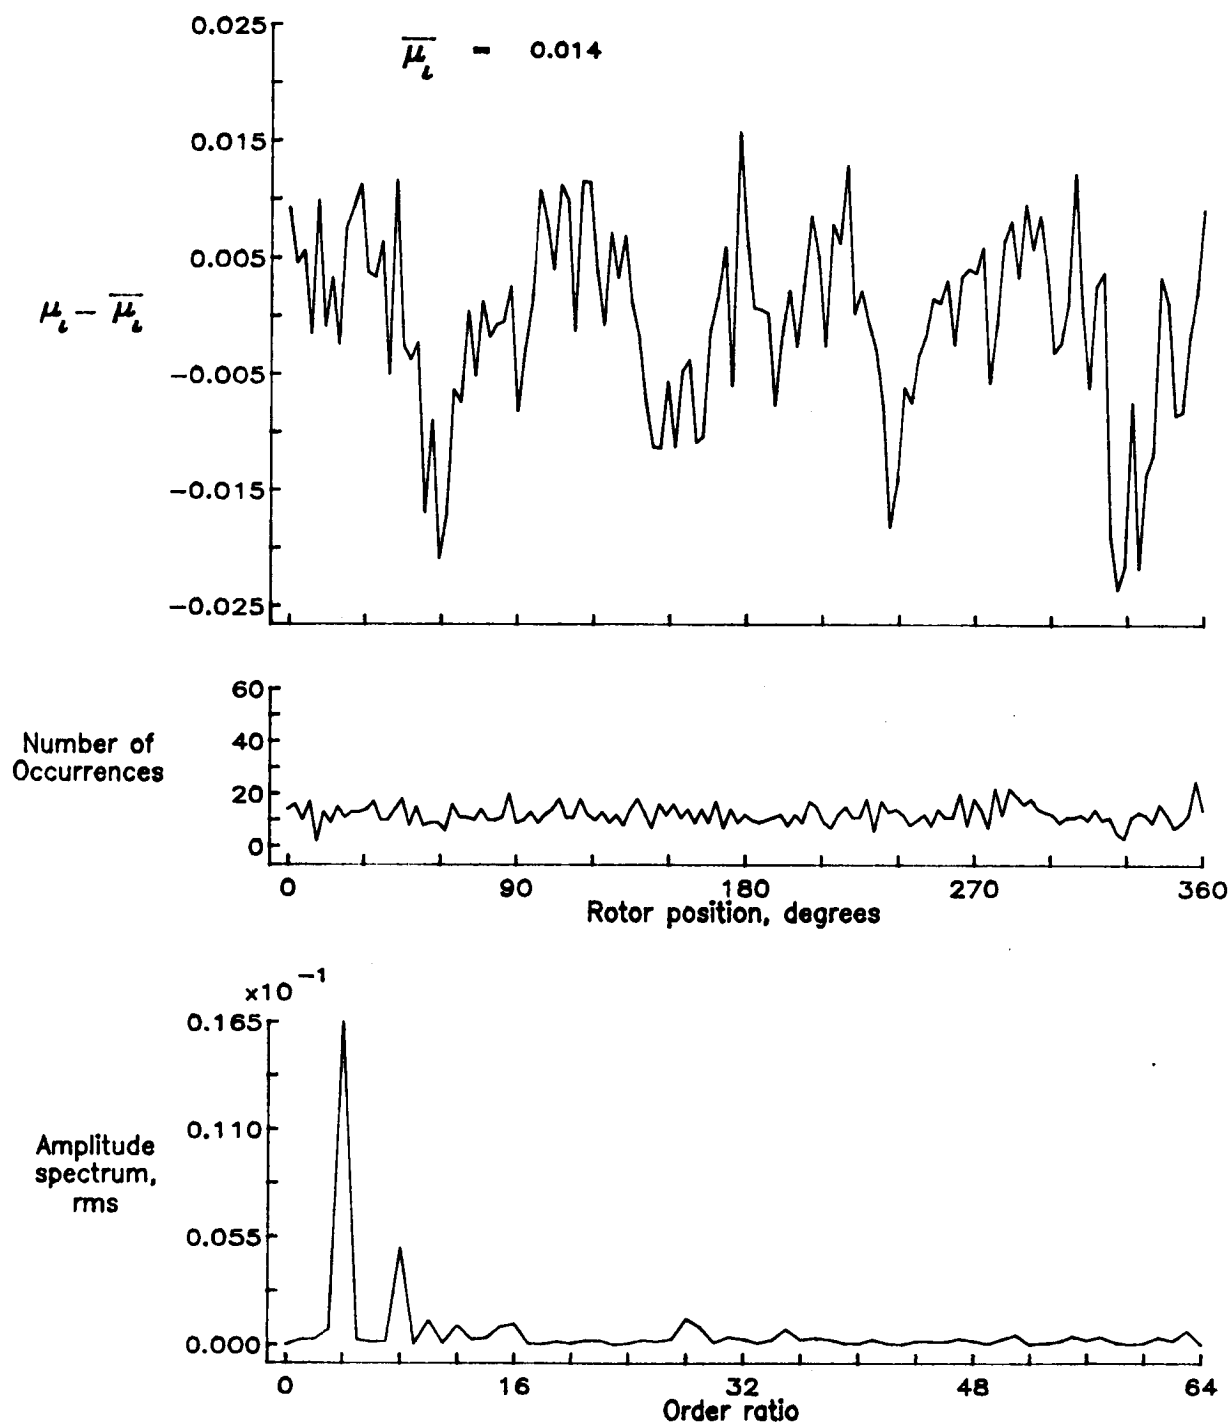 0.025
μ̅ι = 0.014
0.015
0.005
μι − μ̅ι
−0.005
−0.015
−0.025
60
Number of
Occurrences
40
20
0
0 90 180 270 360
Rotor position, degrees
×10⁻¹
0.165
0.110
Amplitude
spectrum,
rms
0.055
0.000
0 16 32 48 64
Order ratio